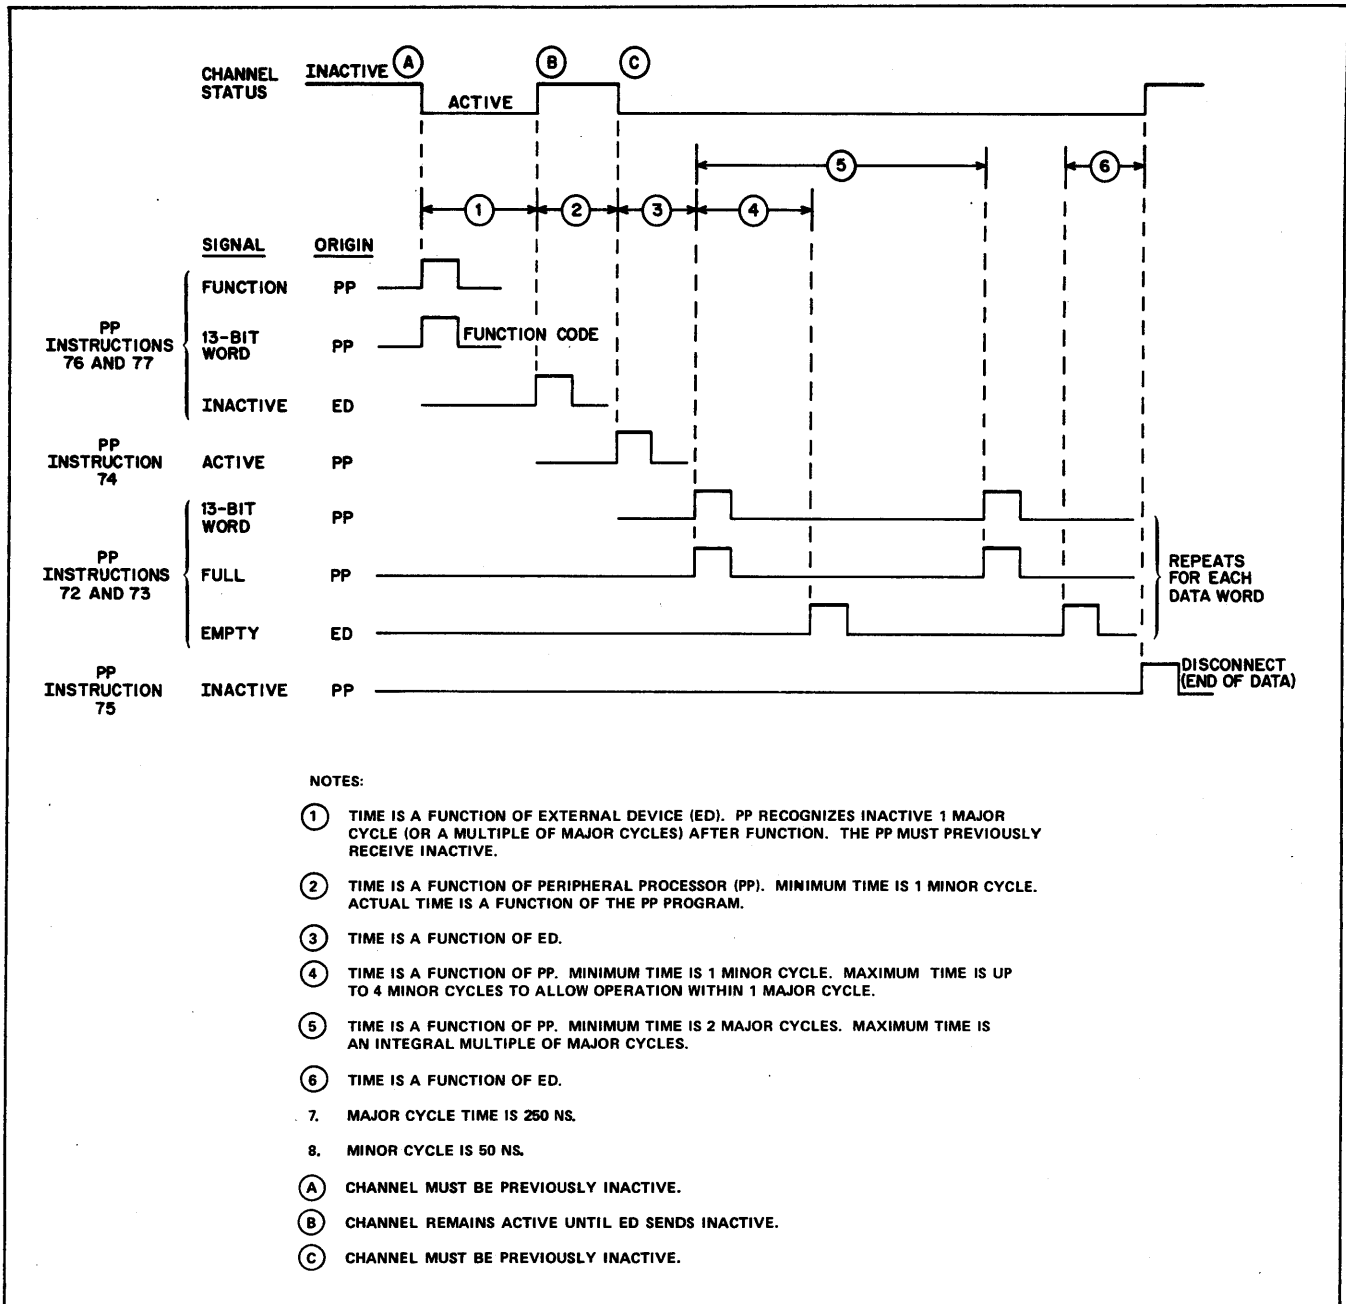 CHANNEL STATUS
INACTIVE
A
B
C
ACTIVE
5
6
1
2
3
4
SIGNAL
ORIGIN
PP INSTRUCTIONS 76 AND 77
FUNCTION
PP
13-BIT WORD
PP
FUNCTION CODE
INACTIVE
ED
PP INSTRUCTION 74
ACTIVE
PP
PP INSTRUCTIONS 72 AND 73
13-BIT WORD
PP
FULL
PP
EMPTY
ED
REPEATS
FOR EACH
DATA WORD
PP INSTRUCTION 75
INACTIVE
PP
DISCONNECT
(END OF DATA)
NOTES:
1 TIME IS A FUNCTION OF EXTERNAL DEVICE (ED). PP RECOGNIZES INACTIVE 1 MAJOR
CYCLE (OR A MULTIPLE OF MAJOR CYCLES) AFTER FUNCTION. THE PP MUST PREVIOUSLY
RECEIVE INACTIVE.
2 TIME IS A FUNCTION OF PERIPHERAL PROCESSOR (PP). MINIMUM TIME IS 1 MINOR CYCLE.
ACTUAL TIME IS A FUNCTION OF THE PP PROGRAM.
3 TIME IS A FUNCTION OF ED.
4 TIME IS A FUNCTION OF PP. MINIMUM TIME IS 1 MINOR CYCLE. MAXIMUM TIME IS UP
TO 4 MINOR CYCLES TO ALLOW OPERATION WITHIN 1 MAJOR CYCLE.
5 TIME IS A FUNCTION OF PP. MINIMUM TIME IS 2 MAJOR CYCLES. MAXIMUM TIME IS
AN INTEGRAL MULTIPLE OF MAJOR CYCLES.
6 TIME IS A FUNCTION OF ED.
7. MAJOR CYCLE TIME IS 250 NS.
8. MINOR CYCLE IS 50 NS.
A CHANNEL MUST BE PREVIOUSLY INACTIVE.
B CHANNEL REMAINS ACTIVE UNTIL ED SENDS INACTIVE.
C CHANNEL MUST BE PREVIOUSLY INACTIVE.